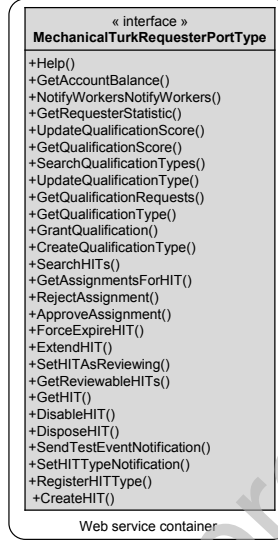 « interface »
MechanicalTurkRequesterPortType
+Help()
+GetAccountBalance()
+NotifyWorkersNotifyWorkers()
+GetRequesterStatistic()
+UpdateQualificationScore()
+GetQualificationScore()
+SearchQualificationTypes()
+UpdateQualificationType()
+GetQualificationRequests()
+GetQualificationType()
+GrantQualification()
+CreateQualificationType()
+SearchHITs()
+GetAssignmentsForHIT()
+RejectAssignment()
+ApproveAssignment()
+ForceExpireHIT()
+ExtendHIT()
+SetHITAsReviewing()
+GetReviewableHITs()
+GetHIT()
+DisableHIT()
+DisposeHIT()
+SendTestEventNotification()
+SetHITTypeNotification()
+RegisterHITType()
+CreateHIT()
Web service container